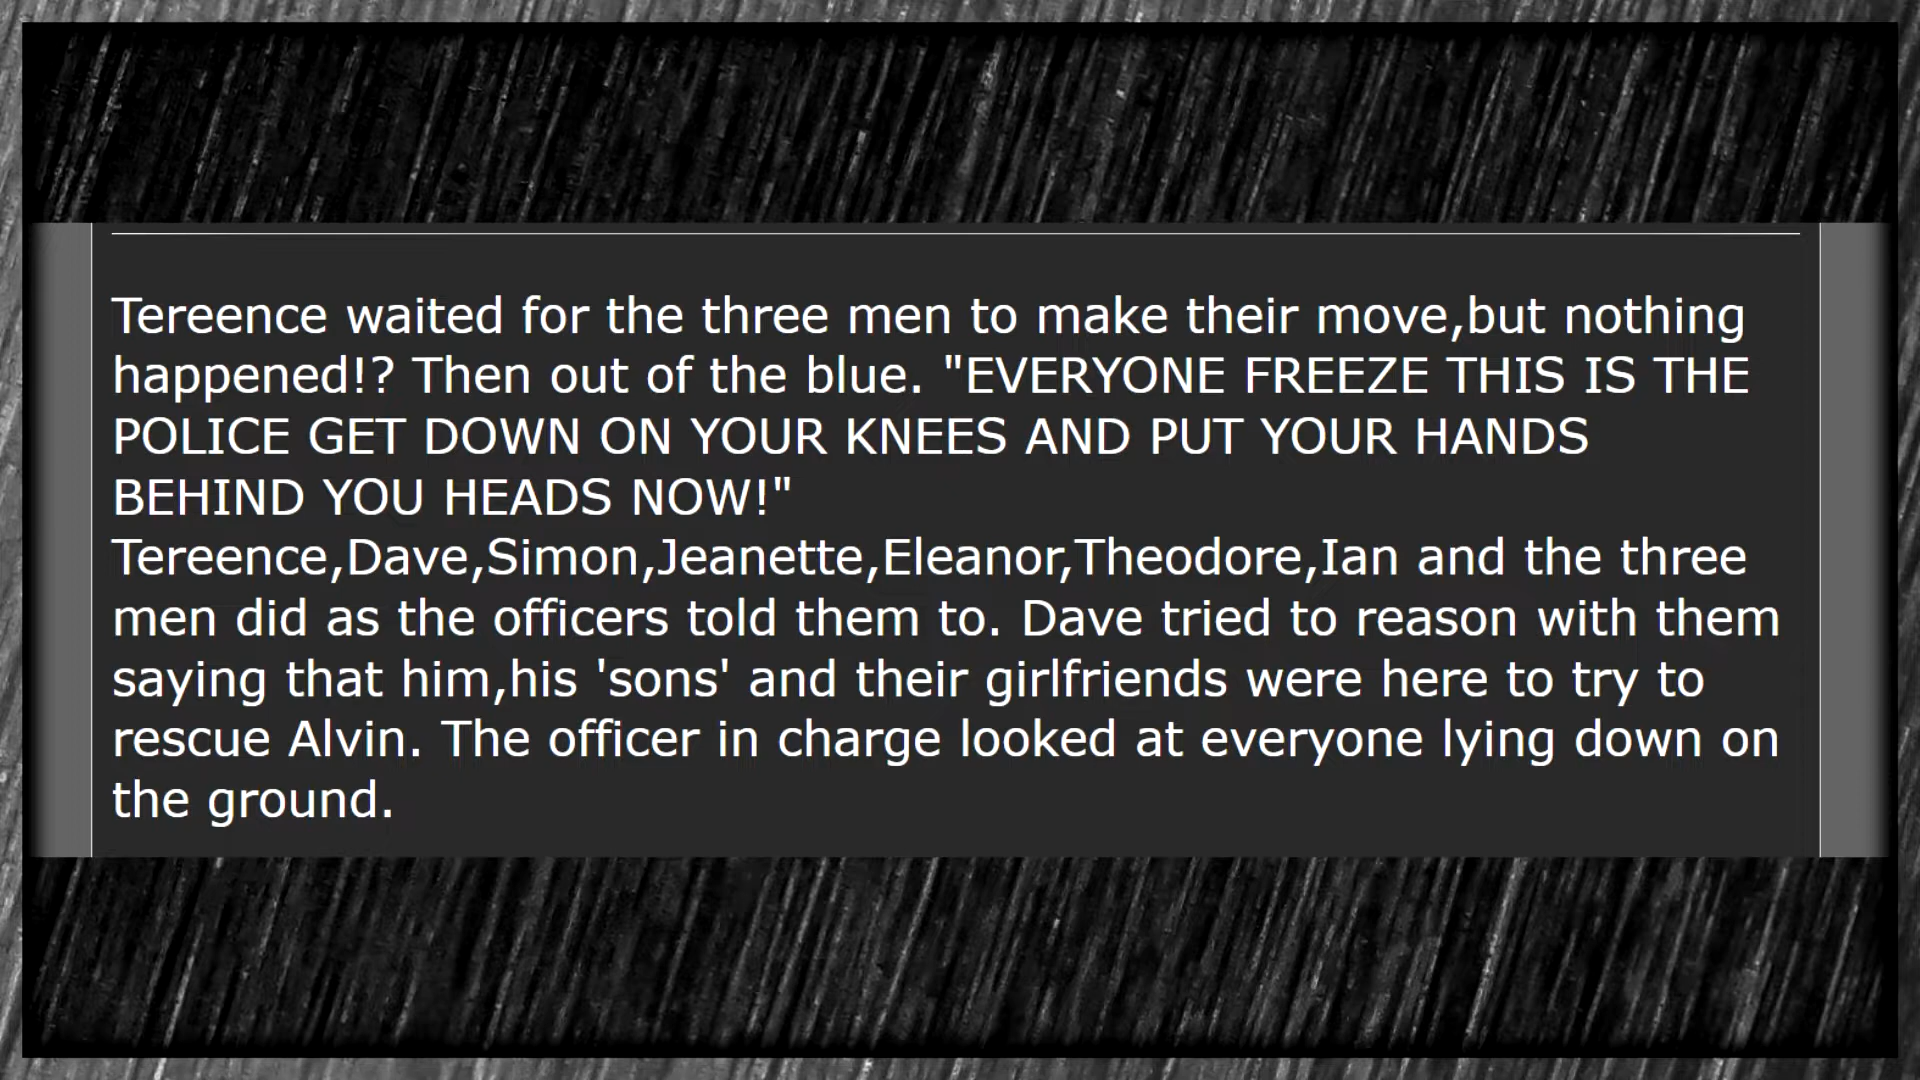 Tereence waited for the three men to make their move,but nothing
happened!? Then out of the blue. "EVERYONE FREEZE THIS IS THE
POLICE GET DOWN ON YOUR KNEES AND PUT YOUR HANDS
BEHIND YOU HEADS NOW!"
Tereence,Dave,Simon,Jeanette,Eleanor,Theodore,Ian and the three
men did as the officers told them to. Dave tried to reason with them
saying that him,his 'sons' and their girlfriends were here to try to
rescue Alvin. The officer in charge looked at everyone lying down on
the ground.